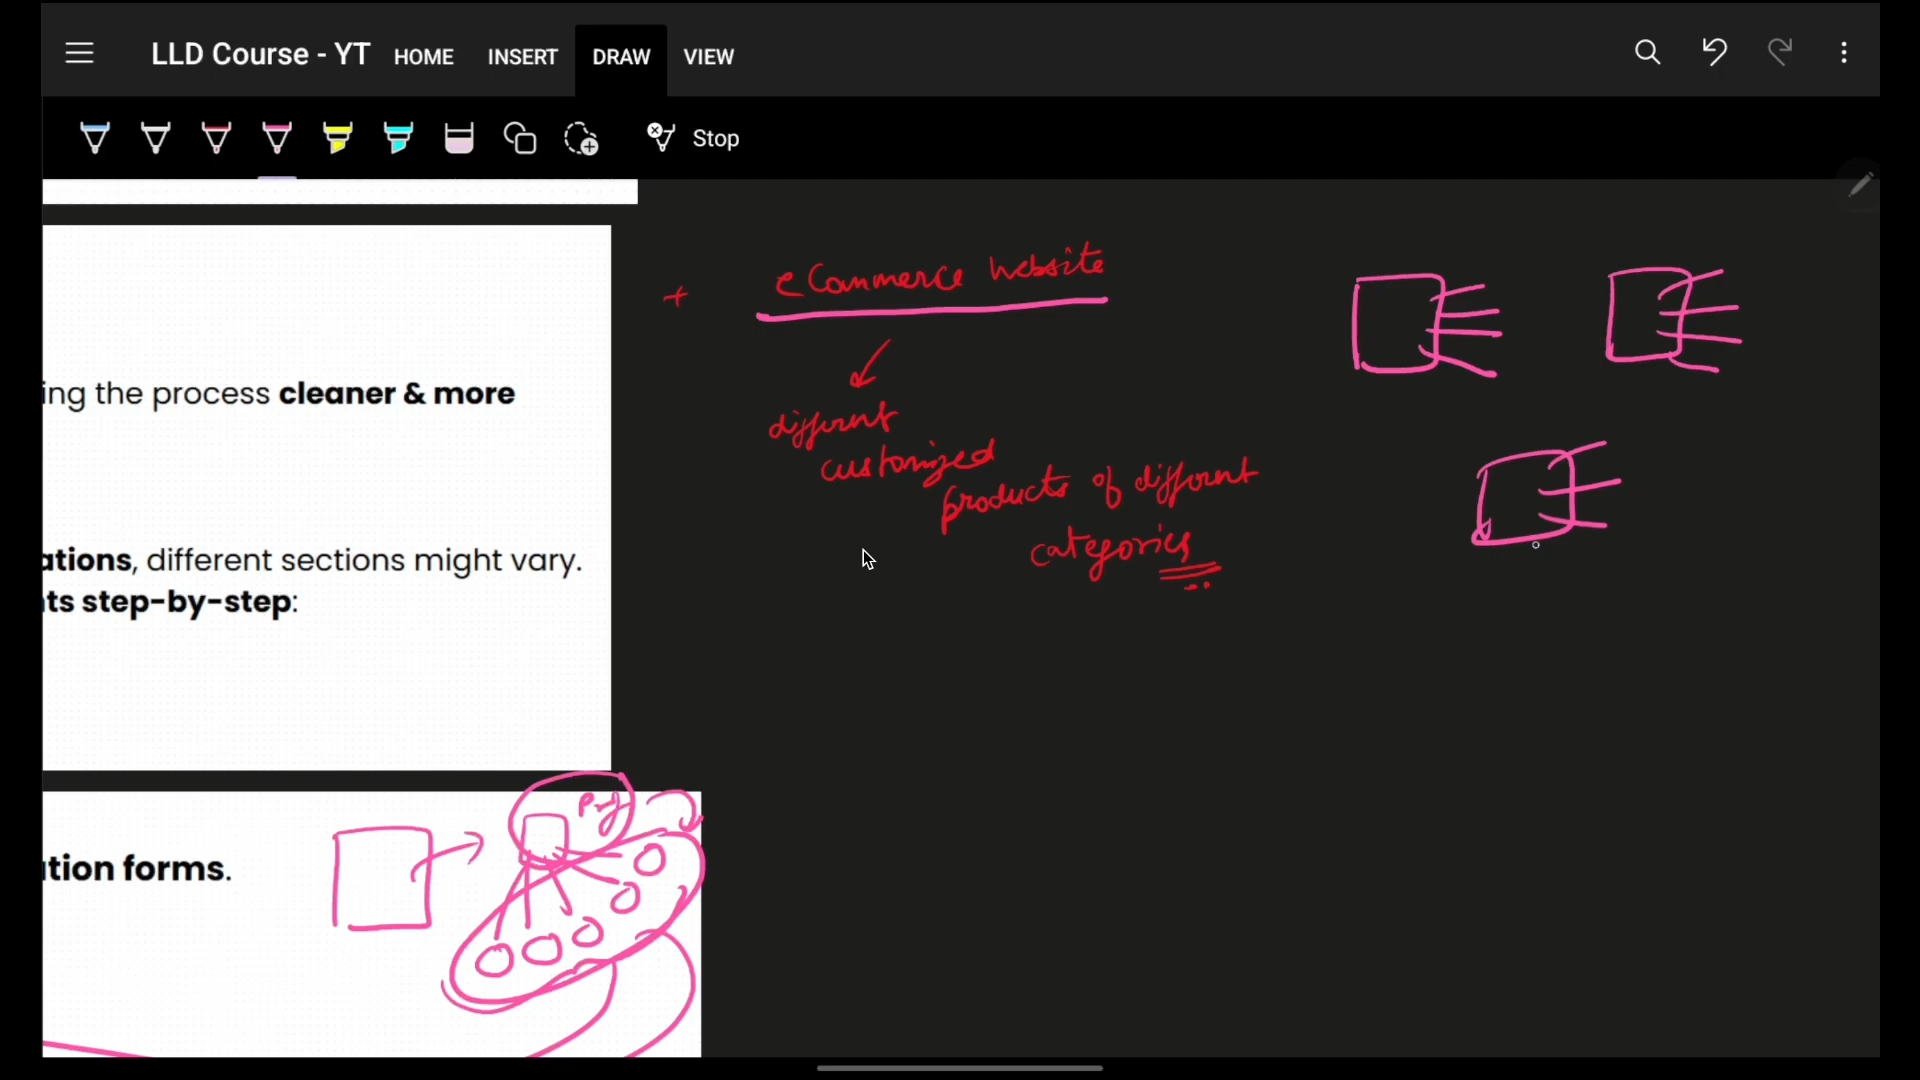 LLD Course - YT HOME INSERT DRAW VIEW
Stop
ing the process cleaner & more
ations, different sections might vary.
ts step-by-step:
tion forms.
+ eCommerce Website
different
customized
products of different
categories